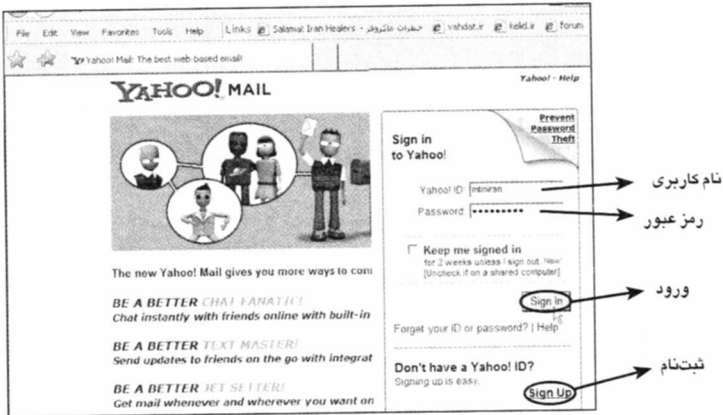 File Edit View Favorites Tools Help Links Salamat Iran Healers - خطرات ماکروفر vahdat.ir kelid.ir forum
Yahoo! Mail: The best web-based email!
Yahoo! - Help
YAHOO! MAIL
Prevent
Password
Theft
Sign in
to Yahoo!
Yahoo! ID:
نام کاربری
Password:
رمز عبور
Keep me signed in
for 2 weeks unless I sign out. New!
[Uncheck if on a shared computer]
Sign In
ورود
Forget your ID or password? | Help
Don't have a Yahoo! ID?
Signing up is easy.
Sign Up
ثبت‌نام
The new Yahoo! Mail gives you more ways to com
BE A BETTER CHAT FANATIC!
Chat instantly with friends online with built-in
BE A BETTER TEXT MASTER!
Send updates to friends on the go with integrat
BE A BETTER JET SETTER!
Get mail whenever and wherever you want on